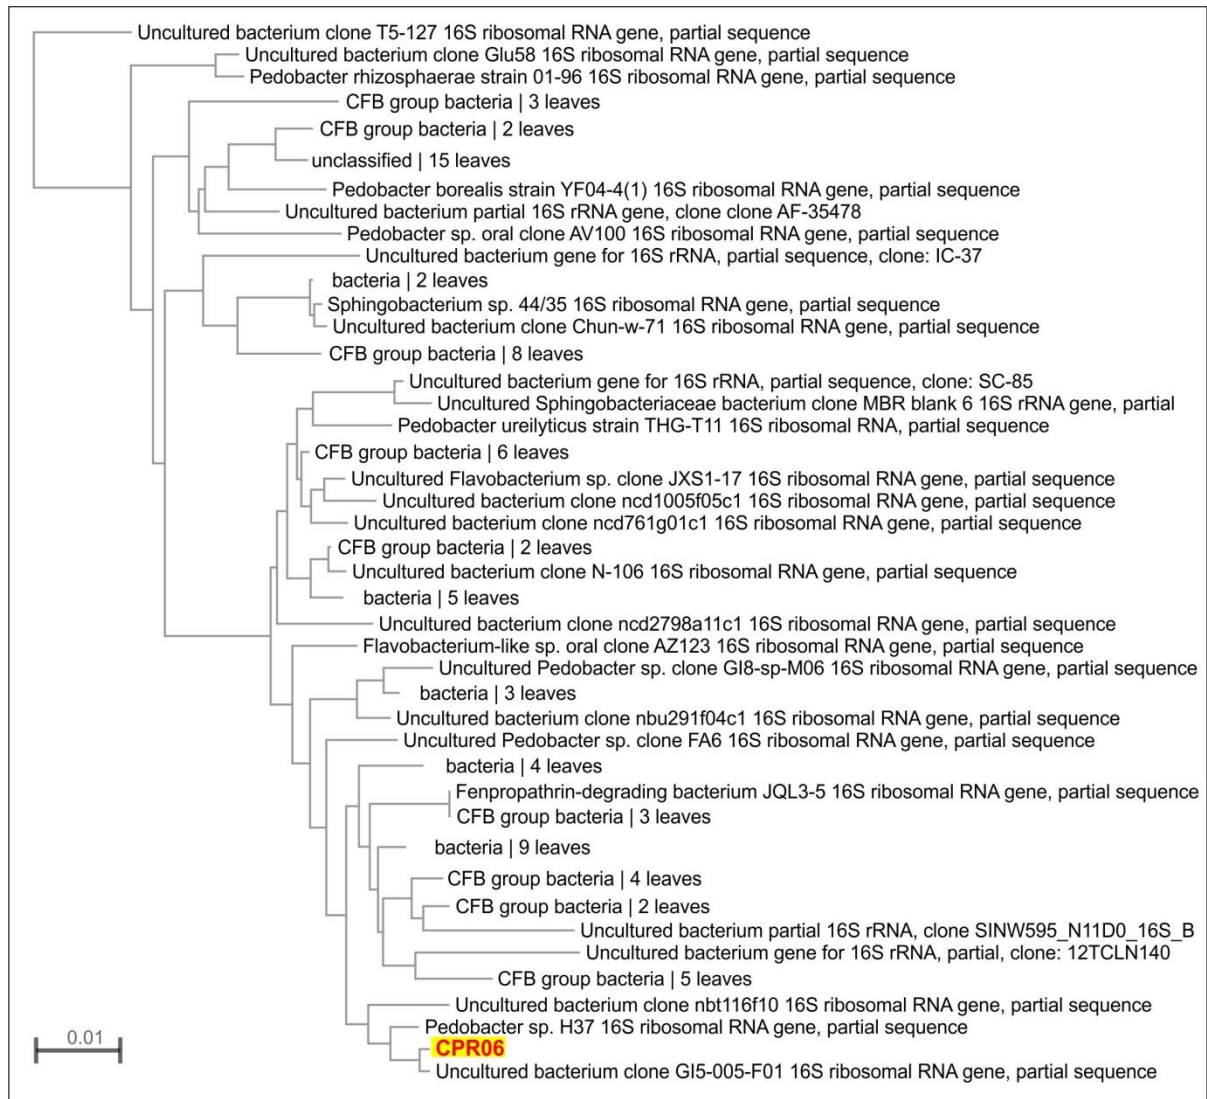 Uncultured bacterium clone T5-127 16S ribosomal RNA gene, partial sequence
Uncultured bacterium clone Glu58 16S ribosomal RNA gene, partial sequence
Pedobacter rhizosphaerae strain 01-96 16S ribosomal RNA gene, partial sequence
CFB group bacteria | 3 leaves
CFB group bacteria | 2 leaves
unclassified | 15 leaves
Pedobacter borealis strain YF04-4(1) 16S ribosomal RNA gene, partial sequence
Uncultured bacterium partial 16S rRNA gene, clone clone AF-35478
Pedobacter sp. oral clone AV100 16S ribosomal RNA gene, partial sequence
Uncultured bacterium gene for 16S rRNA, partial sequence, clone: IC-37
bacteria | 2 leaves
Sphingobacterium sp. 44/35 16S ribosomal RNA gene, partial sequence
Uncultured bacterium clone Chun-w-71 16S ribosomal RNA gene, partial sequence
CFB group bacteria | 8 leaves
Uncultured bacterium gene for 16S rRNA, partial sequence, clone: SC-85
Uncultured Sphingobacteriaceae bacterium clone MBR blank 6 16S rRNA gene, partial
Pedobacter ureilyticus strain THG-T11 16S ribosomal RNA, partial sequence
CFB group bacteria | 6 leaves
Uncultured Flavobacterium sp. clone JXS1-17 16S ribosomal RNA gene, partial sequence
Uncultured bacterium clone ncd1005f05c1 16S ribosomal RNA gene, partial sequence
Uncultured bacterium clone ncd761g01c1 16S ribosomal RNA gene, partial sequence
CFB group bacteria | 2 leaves
Uncultured bacterium clone N-106 16S ribosomal RNA gene, partial sequence
bacteria | 5 leaves
Uncultured bacterium clone ncd2798a11c1 16S ribosomal RNA gene, partial sequence
Flavobacterium-like sp. oral clone AZ123 16S ribosomal RNA gene, partial sequence
Uncultured Pedobacter sp. clone GI8-sp-M06 16S ribosomal RNA gene, partial sequence
bacteria | 3 leaves
Uncultured bacterium clone nbu291f04c1 16S ribosomal RNA gene, partial sequence
Uncultured Pedobacter sp. clone FA6 16S ribosomal RNA gene, partial sequence
bacteria | 4 leaves
Fenpropathrin-degrading bacterium JQL3-5 16S ribosomal RNA gene, partial sequence
CFB group bacteria | 3 leaves
bacteria | 9 leaves
CFB group bacteria | 4 leaves
CFB group bacteria | 2 leaves
Uncultured bacterium partial 16S rRNA, clone SINW595_N11D0_16S_B
Uncultured bacterium gene for 16S rRNA, partial, clone: 12TCLN140
CFB group bacteria | 5 leaves
Uncultured bacterium clone nbt116f10 16S ribosomal RNA gene, partial sequence
Pedobacter sp. H37 16S ribosomal RNA gene, partial sequence
0.01
CPR06
Uncultured bacterium clone GI5-005-F01 16S ribosomal RNA gene, partial sequence